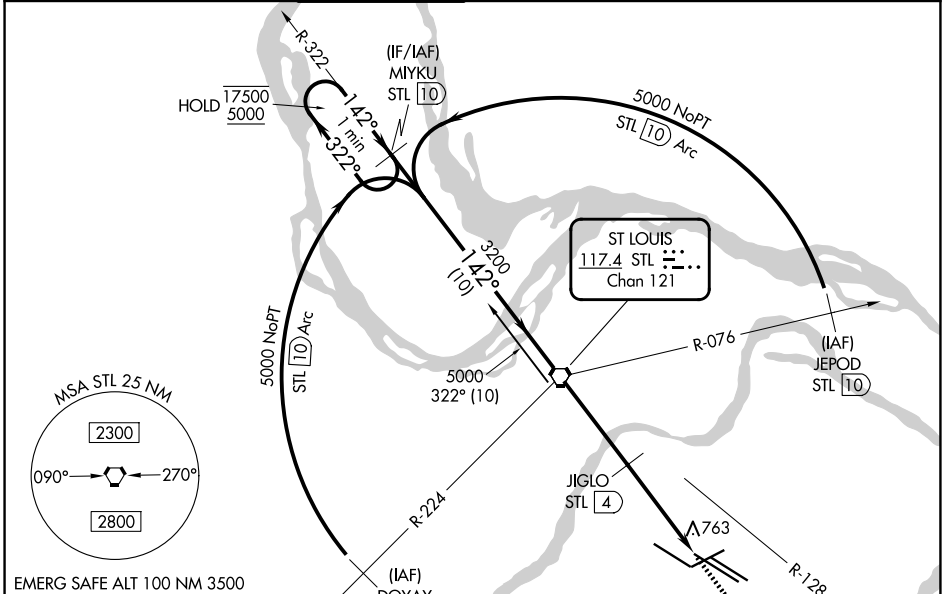 R-322
(IF/IAF)
MIYKU
STL 10
HOLD 17500
5000
142°
1 min
322°
5000 NoPT
STL 10 Arc
3200
142°
(10)
ST LOUIS
117.4 STL
Chan 121
R-076
(IAF)
JEPOD
STL 10
5000 NoPT
STL 10 Arc
5000
322° (10)
MSA STL 25 NM
2300
090°
270°
2800
R-224
JIGLO
STL 4
763
R-128
EMERG SAFE ALT 100 NM 3500
(IAF)